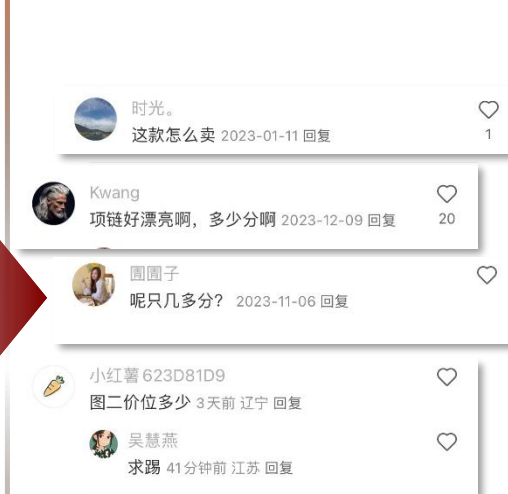 时光。
这款怎么卖 2023-01-11 回复
1
Kwang
项链好漂亮啊,多少分啊 2023-12-09 回复
20
圊圊子
呢只几多分? 2023-11-06 回复
小红薯623D81D9
图二价位多少 3天前 辽宁 回复
吴慧燕
求踢 41分钟前 江苏 回复